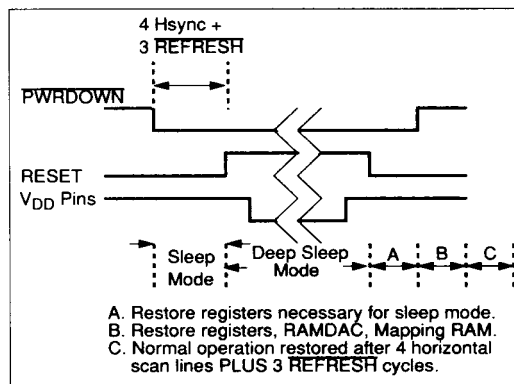 4 Hsync +
3 REFRESH
PWRDOWN
RESET
VDD Pins
Sleep Mode
Deep Sleep Mode
A
B
C
A. Restore registers necessary for sleep mode.
B. Restore registers, RAMDAC, Mapping RAM.
C. Normal operation restored after 4 horizontal
scan lines PLUS 3 REFRESH cycles.